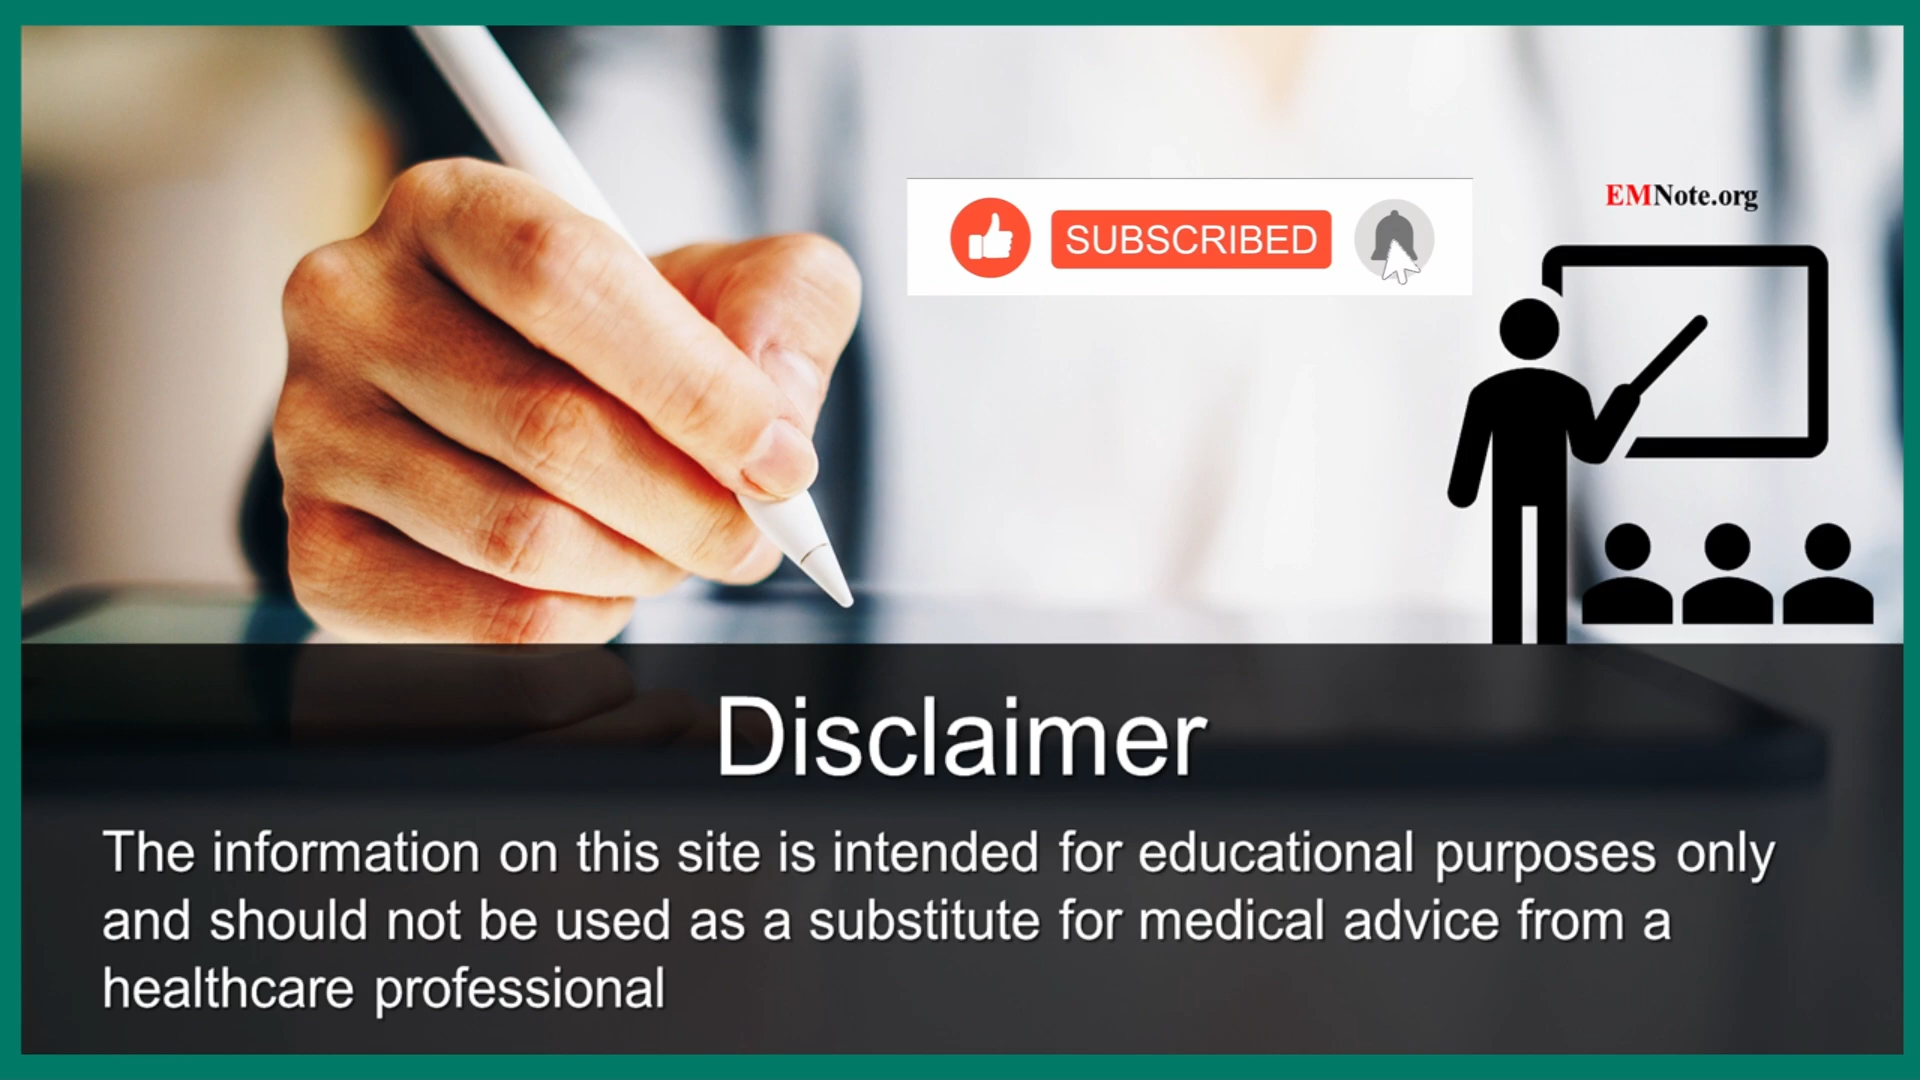 SUBSCRIBED
EMNote.org
Disclaimer
The information on this site is intended for educational purposes only
and should not be used as a substitute for medical advice from a
healthcare professional